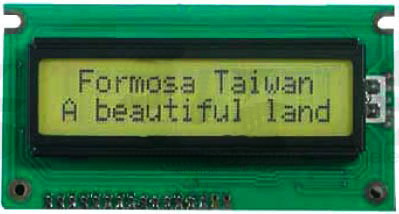 Formosa Taiwan
A beautiful land